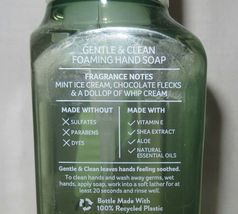 GENTLE & CLEAN
FOAMING HAND SOAP
FRAGRANCE NOTES
MINT ICE CREAM, CHOCOLATE FLECKS
& A DOLLOP OF WHIP CREAM
MADE WITHOUT
SULFATES
PARABENS
DYES
MADE WITH
VITAMIN E
SHEA EXTRACT
ALOE
NATURAL
ESSENTIAL OILS
Gentle & Clean leaves hands feeling soothed.
To cleanse hands and wash away germs, wet
hands, apply soap, work into a soft lather for at
least 20 seconds and rinse well.
Bottle Made With
100% Recycled Plastic